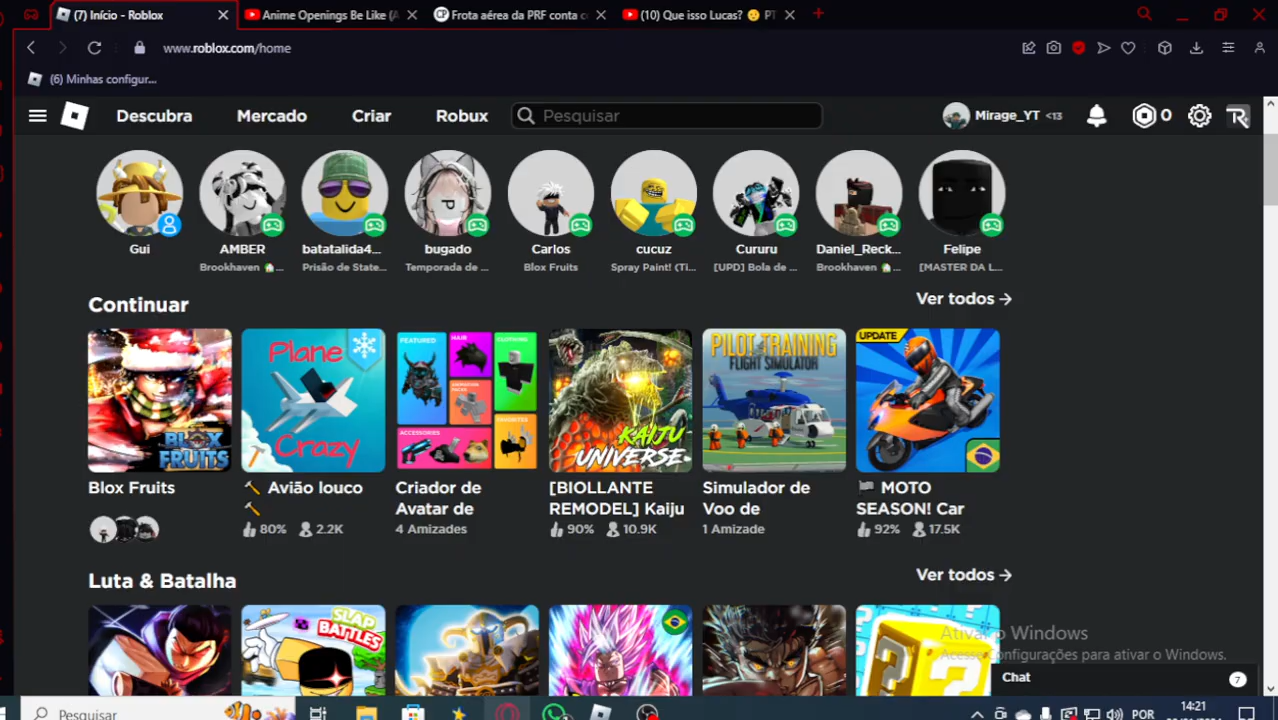 (7) Início - Roblox
Anime Openings Be Like (A
CP Frota aérea da PRF conta c
(10) Que isso Lucas? 😗 PT
www.roblox.com/home
(6) Minhas configur...
Descubra Mercado Criar Robux Pesquisar Mirage_YT <13 0
Gui AMBER batatalida4... bugado Carlos cucuz Cururu Daniel_Reck... Felipe
Brookhaven 🏡 ... Prisão de State... Temporada de ... Blox Fruits Spray Paint! (Ti... [UPD] Bola de ... Brookhaven 🏡 ... [MASTER DA L...
Continuar Ver todos →
BLOX FRUITS
Plane Crazy
FEATURED HAIR CLOTHING
ANIMATION PACKS
ACCESSORIES FAVORITES
KAIJU UNIVERSE
PILOT TRAINING
FLIGHT SIMULATOR
UPDATE
Blox Fruits
🔨 Avião louco 🔨
80% 2.2K
Criador de
Avatar de
4 Amizades
[BIOLLANTE
REMODEL] Kaiju
90% 10.9K
Simulador de
Voo de
1 Amizade
🏁 MOTO
SEASON! Car
92% 17.5K
Luta & Batalha Ver todos →
SLAP BATTLES
Ativar o Windows
Acesse Configurações para ativar o Windows.
Chat 7
Pesquisar
POR
14:21